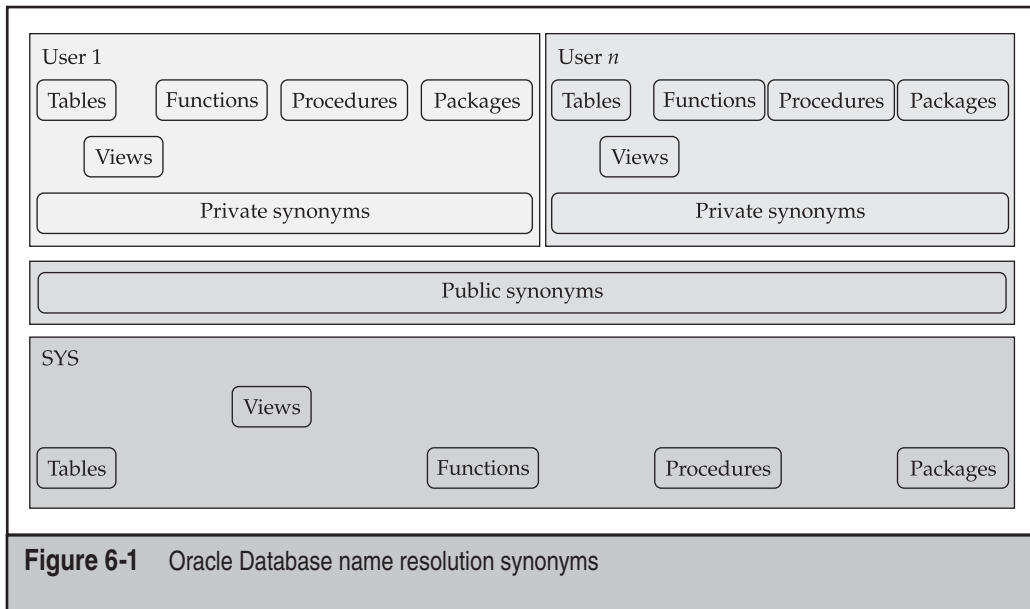 User 1
Tables Functions Procedures Packages
Views
Private synonyms
User n
Tables Functions Procedures Packages
Views
Private synonyms
Public synonyms
SYS
Views
Tables Functions Procedures Packages
Figure 6-1 Oracle Database name resolution synonyms